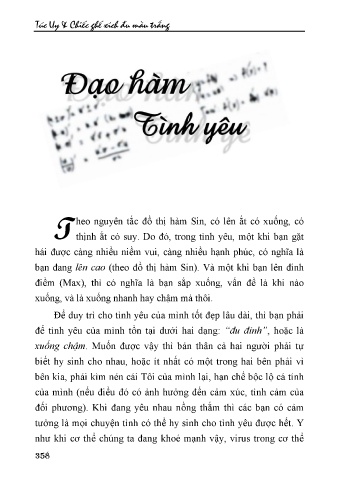 Túc Uy & Chiếc ghế xích đu màu trắng
Đạo hàm
Tình yêu
Theo nguyên tắc đồ thị hàm Sin, có lên ắt có xuống, có
thịnh ắt có suy. Do đó, trong tình yêu, một khi bạn gặt
hái được càng nhiều niềm vui, càng nhiều hạnh phúc, có nghĩa là
bạn đang lên cao (theo đồ thị hàm Sin). Và một khi bạn lên đỉnh
điểm (Max), thì có nghĩa là bạn sắp xuống, vấn đề là khi nào
xuống, và là xuống nhanh hay chậm mà thôi.
Để duy trì cho tình yêu của mình tốt đẹp lâu dài, thì bạn phải
để tình yêu của mình tồn tại dưới hai dạng: “đu đỉnh”, hoặc là
xuống chậm. Muốn được vậy thì bản thân cả hai người phải tự
biết hy sinh cho nhau, hoặc ít nhất có một trong hai bên phải vì
bên kia, phải kìm nén cái Tôi của mình lại, hạn chế bộc lộ cá tính
của mình (nếu điều đó có ảnh hưởng đến cảm xúc, tình cảm của
đối phương). Khi đang yêu nhau nồng thắm thì các bạn có cảm
tưởng là mọi chuyện tình có thể hy sinh cho tình yêu được hết. Y
như khi cơ thể chúng ta đang khoẻ mạnh vậy, virus trong cơ thể
358